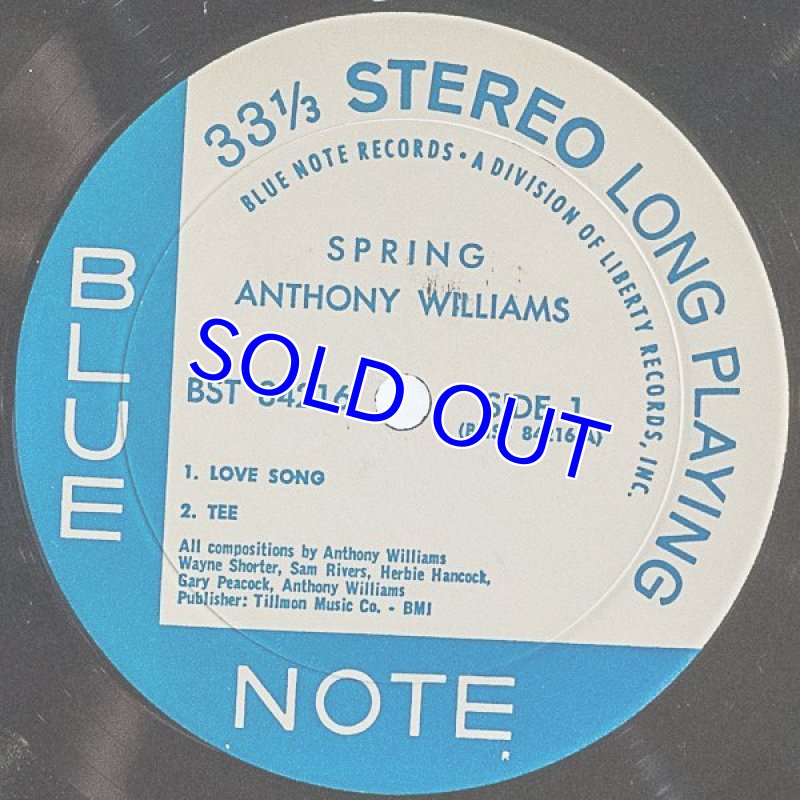 33⅓ STEREO LONG PLAYING
BLUE NOTE RECORDS • A DIVISION OF LIBERTY RECORDS, INC.
SPRING
ANTHONY WILLIAMS
SOLD OUT
BST 84216
SIDE 1
84216 A)
1. LOVE SONG
2. TEE
All compositions by Anthony Williams
Wayne Shorter, Sam Rivers, Herbie Hancock,
Gary Peacock, Anthony Williams
Publisher: Tillmon Music Co. - BMI
BLUE
NOTE
R